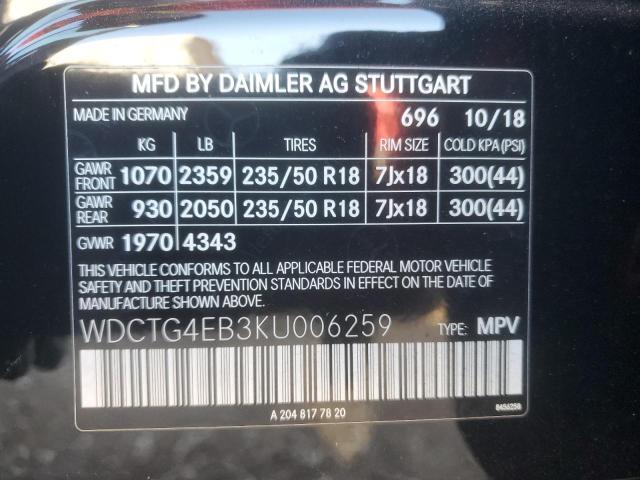 MFD BY DAIMLER AG STUTTGART
MADE IN GERMANY 696 10/18
KG LB TIRES RIM SIZE COLD KPA(PSI)
GAWR FRONT 1070 2359 235/50 R18 7Jx18 300(44)
GAWR REAR 930 2050 235/50 R18 7Jx18 300(44)
GVWR 1970 4343
THIS VEHICLE CONFORMS TO ALL APPLICABLE FEDERAL MOTOR VEHICLE
SAFETY AND THEFT PREVENTION STANDARDS IN EFFECT ON THE DATE
OF MANUFACTURE SHOWN ABOVE.
WDCTG4EB3KU006259 TYPE: MPV
A 204 817 78 20 8456258